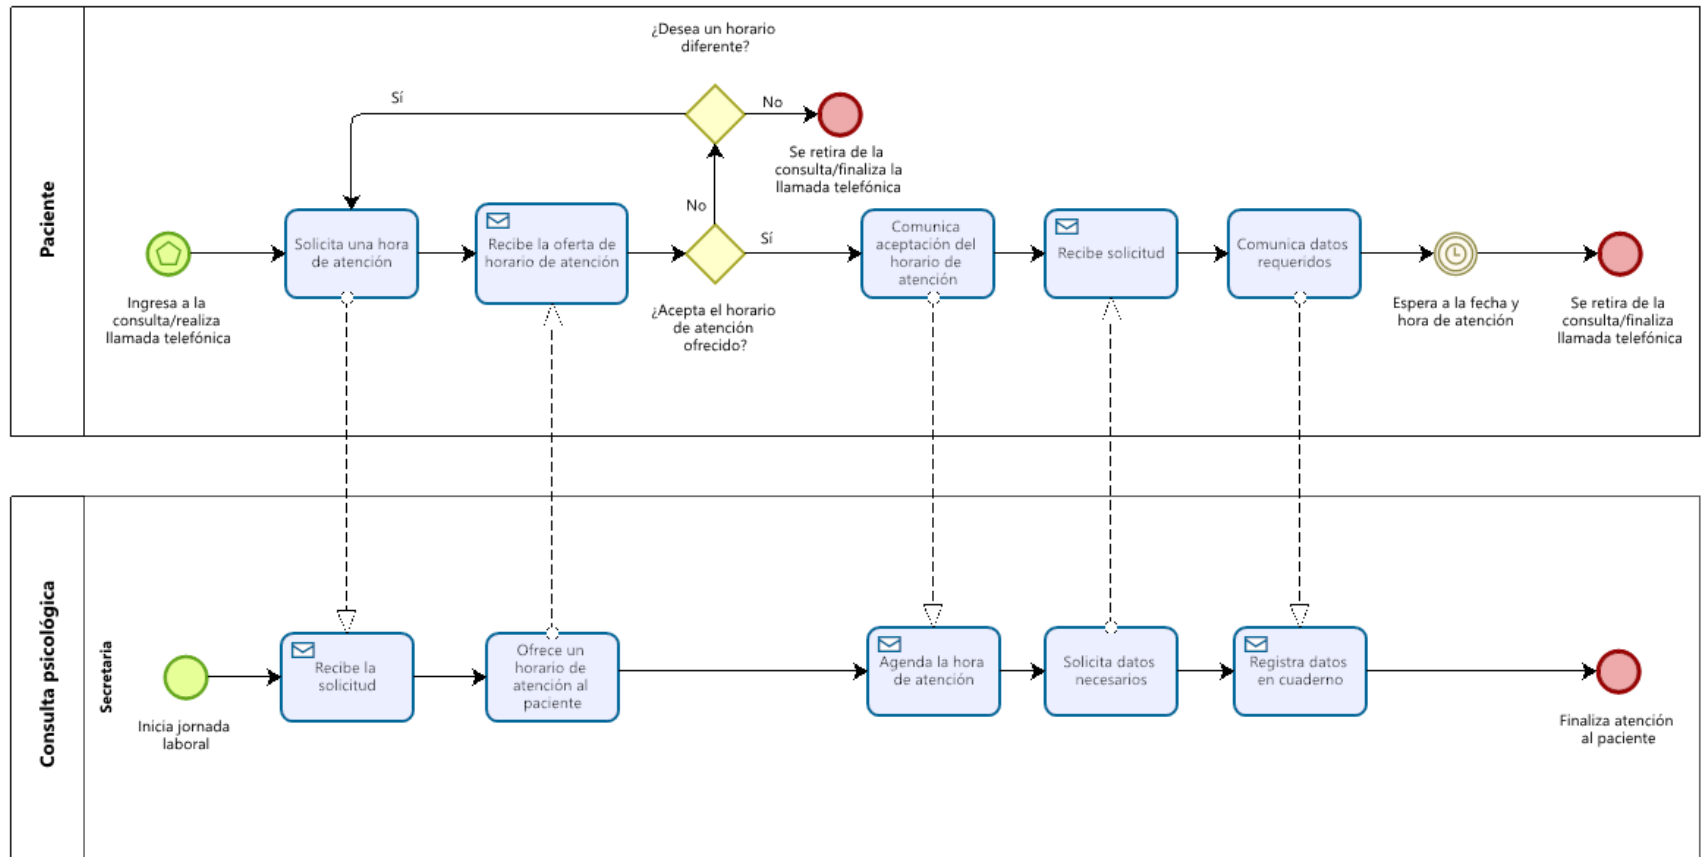 ¿Desea un horario
diferente?
Sí
No
Se retira de la
consulta/finaliza la
llamada telefónica
Paciente
No
Solicita una hora
de atención
Recibe la oferta de
horario de atención
Sí
Comunica
aceptación del
horario de
atención
Recibe solicitud
Comunica datos
requeridos
Ingresa a la
consulta/realiza
llamada telefónica
¿Acepta el horario
de atención
ofrecido?
Espera a la fecha y
hora de atención
Se retira de la
consulta/finaliza
llamada telefónica
Consulta psicológica
Secretaria
Recibe la
solicitud
Ofrece un
horario de
atención al
paciente
Agenda la hora
de atención
Solicita datos
necesarios
Registra datos
en cuaderno
Inicia jornada
laboral
Finaliza atención
al paciente